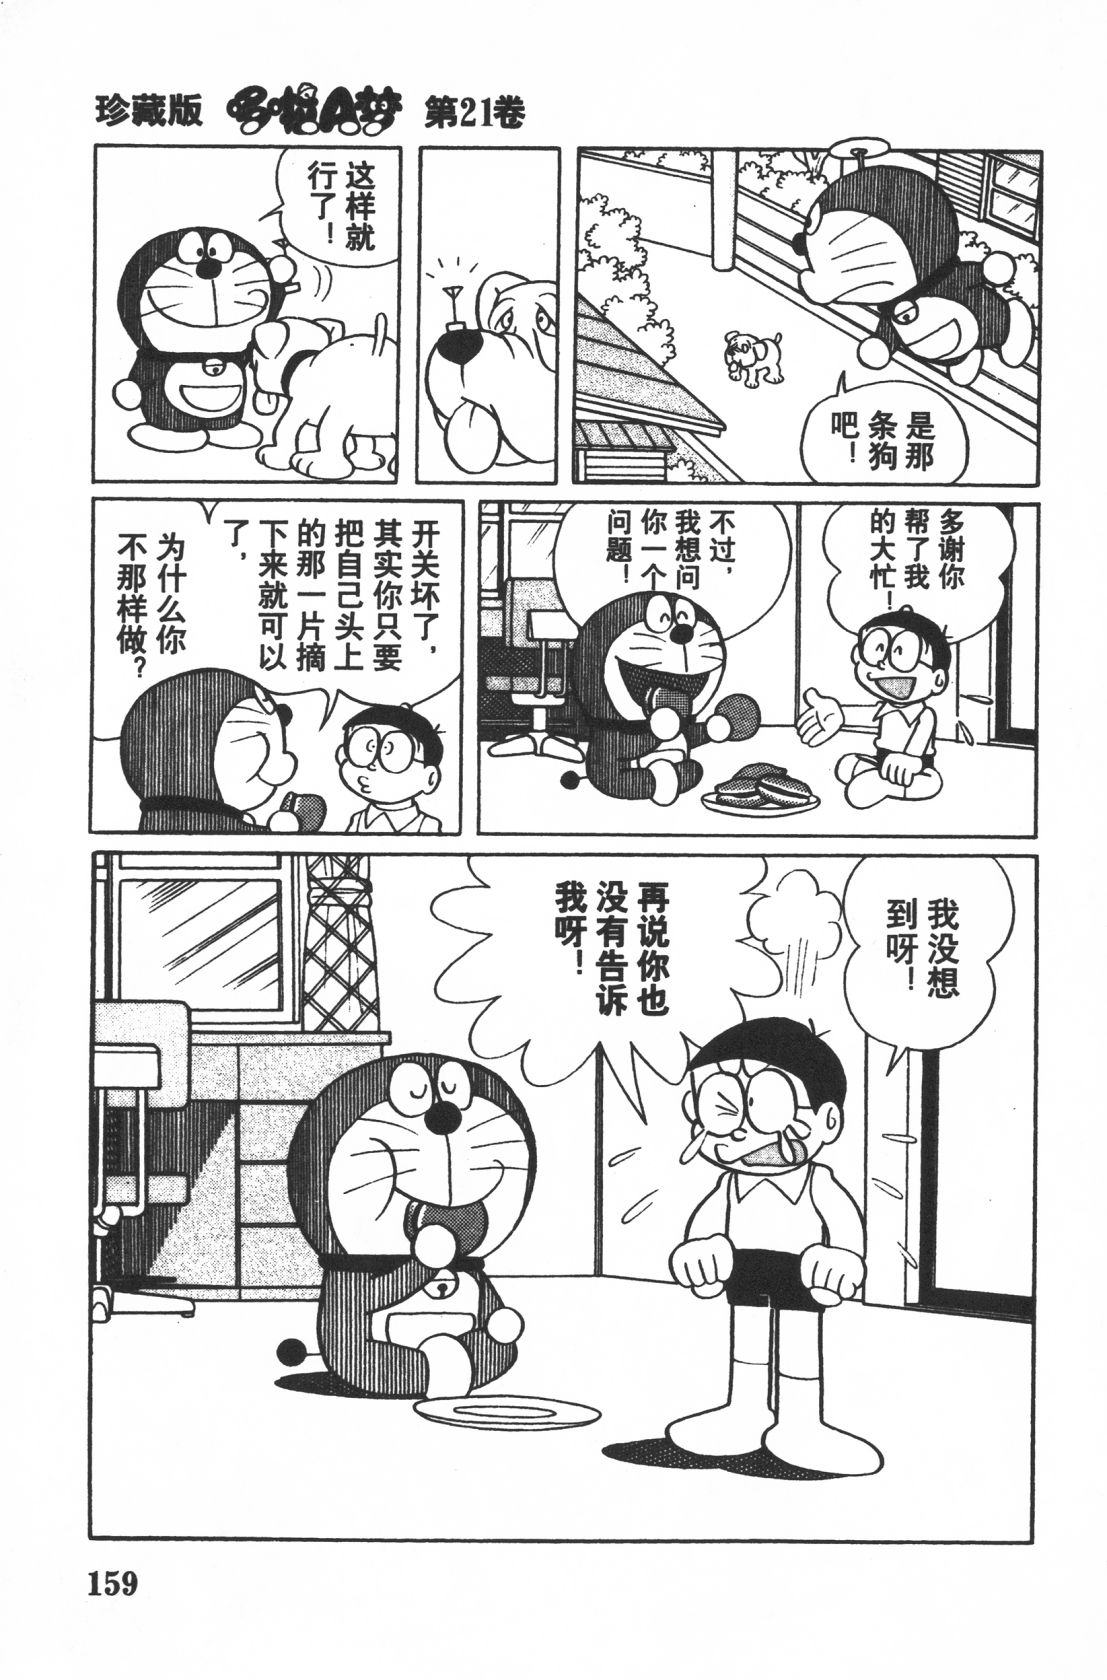 珍藏版 哆啦A梦 第21卷
是那
条狗
吧！
这样就
行了！
多谢你
帮了我
的大忙！
不过，
我想问
你一个
问题！
开关坏了，
其实你只要
把自己头上
的那一片摘
下来就可以
了，
为什么你
不那样做？
我没想
到呀！
再说你也
没有告诉
我呀！
159